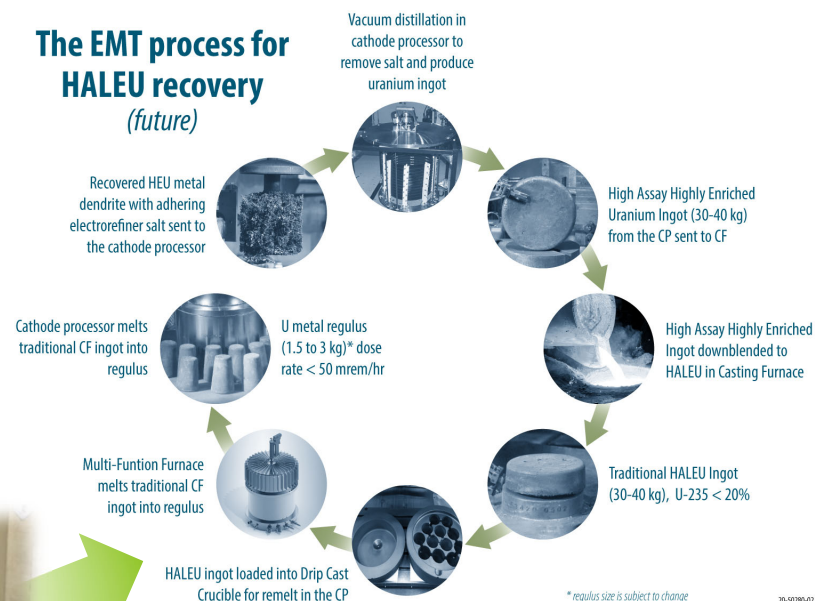 The EMT process for
HALEU recovery
(future)
Vacuum distillation in
cathode processor to
remove salt and produce
uranium ingot
Recovered HEU metal
dendrite with adhering
electrorefiner salt sent to
the cathode processor
High Assay Highly Enriched
Uranium Ingot (30-40 kg)
from the CP sent to CF
Cathode processor melts
traditional CF ingot into
regulus
U metal regulus
(1.5 to 3 kg)* dose
rate < 50 mrem/hr
High Assay Highly Enriched
Ingot downblended to
HALEU in Casting Furnace
Multi-Funtion Furnace
melts traditional CF
ingot into regulus
Traditional HALEU Ingot
(30-40 kg), U-235 < 20%
HALEU ingot loaded into Drip Cast
Crucible for remelt in the CP
* regulus size is subject to change
20-50280-02